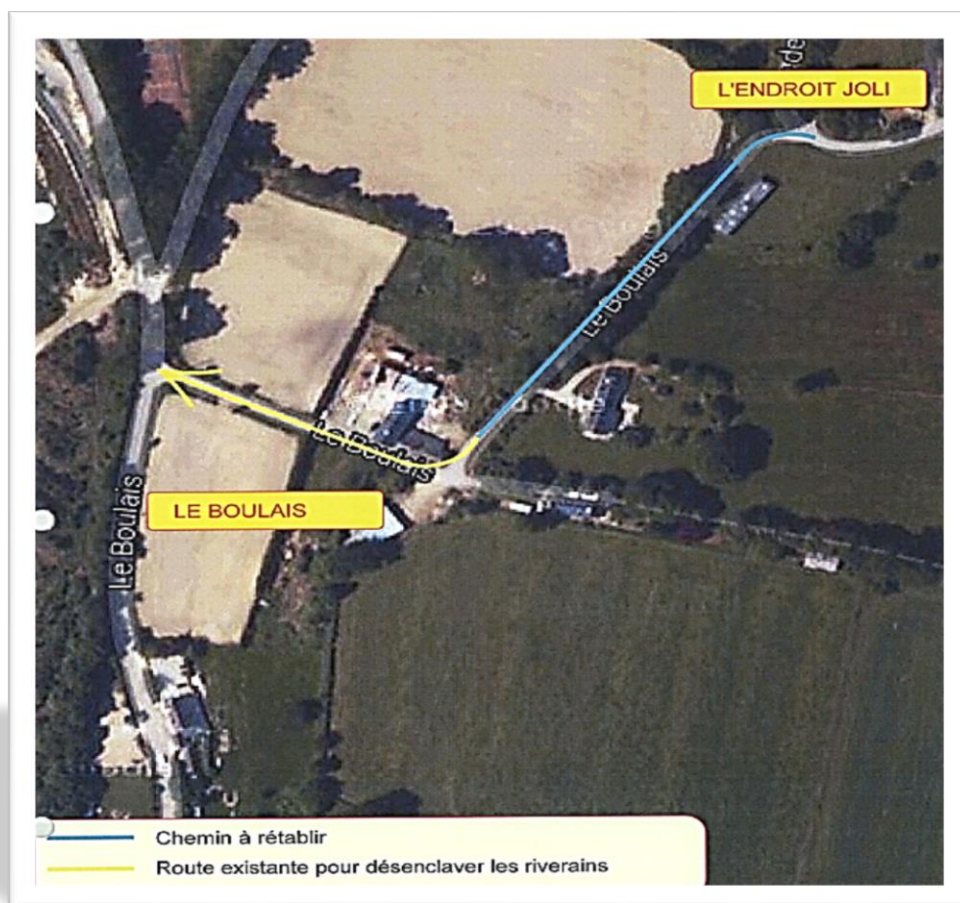 L'ENDROIT JOLI
Le Boulais
Le Boulais
LE BOULAIS
Le Boulais
Chemin à rétablir
Route existante pour désenclaver les riverains